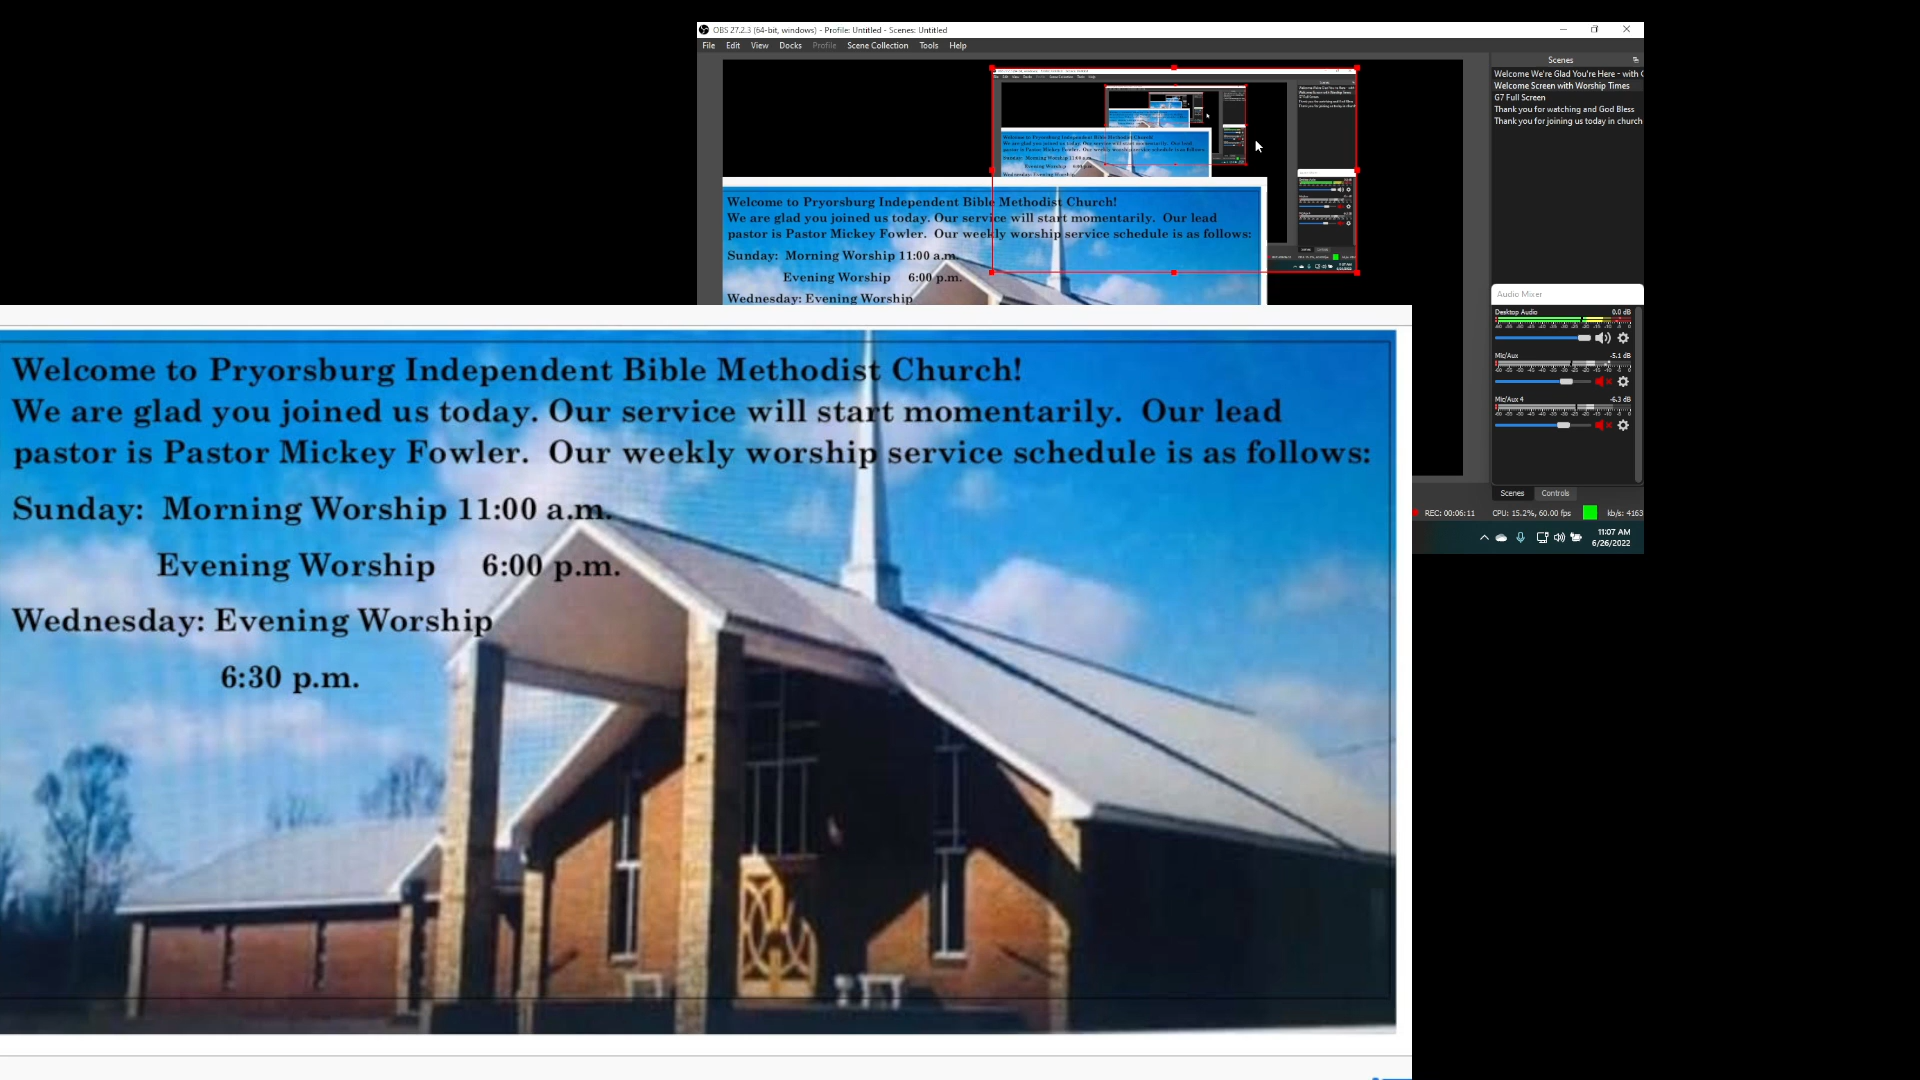 OBS 27.2.3 (64-bit, windows) - Profile: Untitled - Scenes: Untitled
File Edit View Docks Profile Scene Collection Tools Help
Scenes
Welcome We're Glad You're Here - with
Welcome Screen with Worship Times
G7 Full Screen
Thank you for watching and God Bless
Thank you for joining us today in church
Welcome to Pryorsburg Independent Bible Methodist Church!
We are glad you joined us today. Our service will start momentarily. Our lead
pastor is Pastor Mickey Fowler. Our weekly worship service schedule is as follows:
Sunday: Morning Worship 11:00 a.m.
Evening Worship 6:00 p.m.
Wednesday: Evening Worship
Audio Mixer
Desktop Audio 0.0 dB
Mic/Aux -5.1 dB
Mic/Aux 4 -6.3 dB
Scenes Controls
REC: 00:06:11 CPU: 15.2%, 60.00 fps kb/s: 4163
11:07 AM
6/26/2022
Welcome to Pryorsburg Independent Bible Methodist Church!
We are glad you joined us today. Our service will start momentarily. Our lead
pastor is Pastor Mickey Fowler. Our weekly worship service schedule is as follows:
Sunday: Morning Worship 11:00 a.m.
Evening Worship 6:00 p.m.
Wednesday: Evening Worship
6:30 p.m.